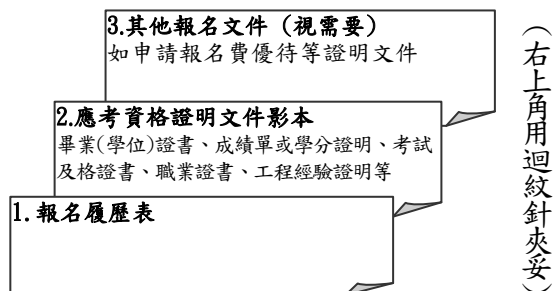 3.其他報名文件（視需要）
如申請報名費優待等證明文件
2.應考資格證明文件影本
畢業(學位)證書、成績單或學分證明、考試
及格證書、職業證書、工程經驗證明等
1.報名履歷表
（右上角用迴紋針夾妥）